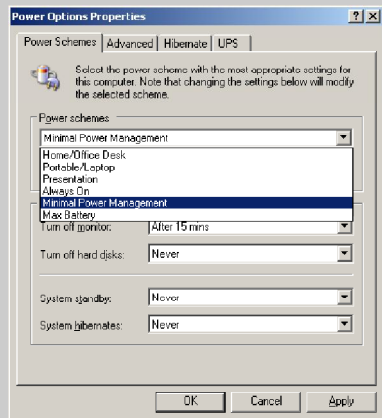 Power Options Properties
Power Schemes Advanced Hibernate UPS
Select the power scheme with the most appropriate settings for
this computer. Note that changing the settings below will modify
the selected scheme.
Power schemes
Minimal Power Management
Home/Office Desk
Portable/Laptop
Presentation
Always On
Minimal Power Management
Max Battery
Turn off monitor: After 15 mins
Turn off hard disks: Never
System standby: Never
System hibernates: Never
OK Cancel Apply